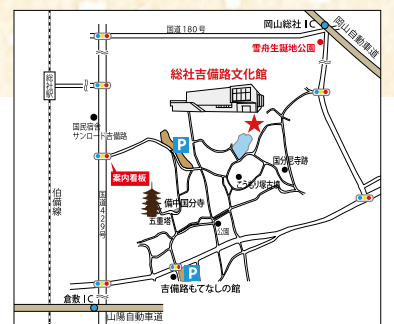 岡山総社IC
岡山自動車道
国道180号
雪舟生誕地公園
総社吉備路文化館
総社駅
国民宿舎
サンロード吉備路
P
国分尼寺跡
案内看板
こうもり塚古墳
備中国分寺
五重塔
国道429号
伯備線
公園
P
吉備路もてなしの館
倉敷IC
山陽自動車道